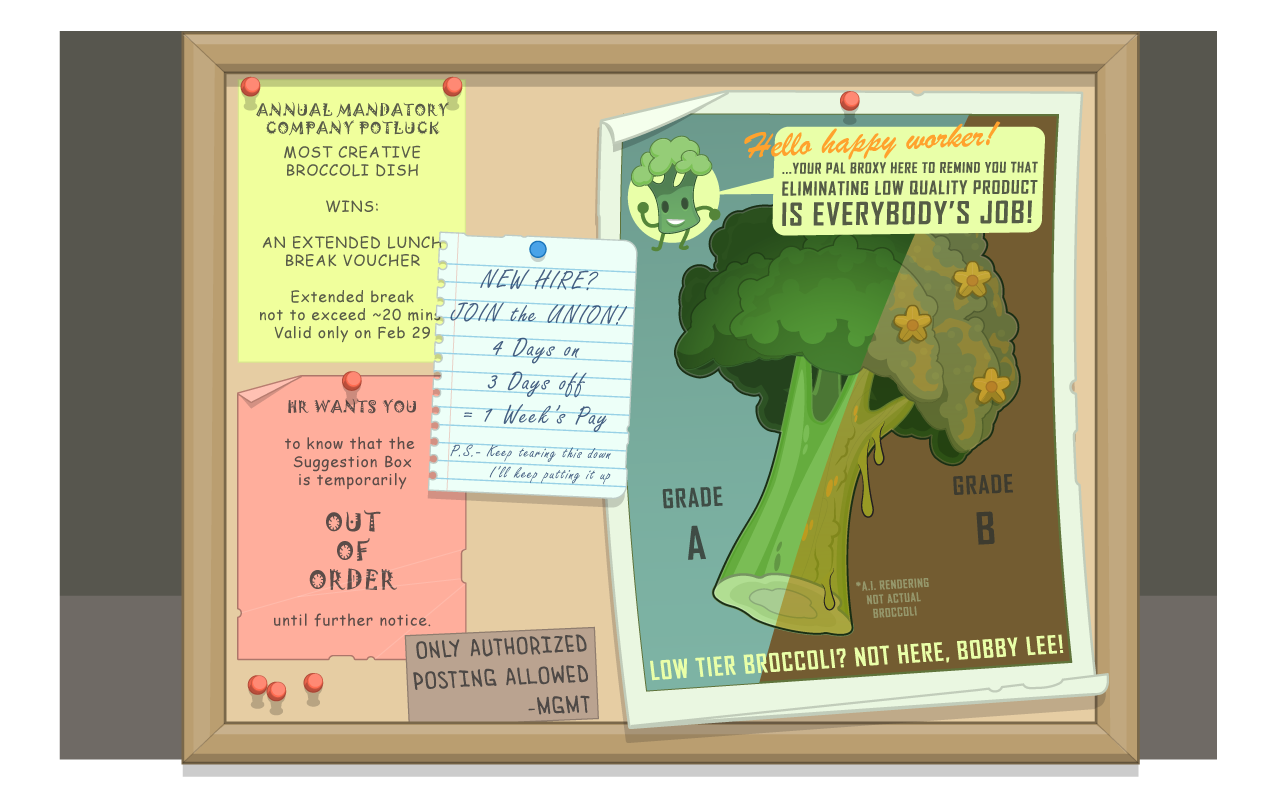 ANNUAL MANDATORY
COMPANY POTLUCK
MOST CREATIVE
BROCCOLI DISH
WINS:
AN EXTENDED LUNCH
BREAK VOUCHER
Extended break
not to exceed ~20 mins
Valid only on Feb 29
HR WANTS YOU
to know that the
Suggestion Box
is temporarily
OUT
OF
ORDER
until further notice.
NEW HIRE?
JOIN the UNION!
4 Days on
3 Days off
= 1 Week's Pay
P.S.- Keep tearing this down
I'll keep putting it up
ONLY AUTHORIZED
POSTING ALLOWED
-MGMT
Hello happy worker!
...YOUR PAL BROXY HERE TO REMIND YOU THAT
ELIMINATING LOW QUALITY PRODUCT
IS EVERYBODY'S JOB!
GRADE
A
GRADE
B
*A.I. RENDERING
NOT ACTUAL
BROCCOLI
LOW TIER BROCCOLI? NOT HERE, BOBBY LEE!